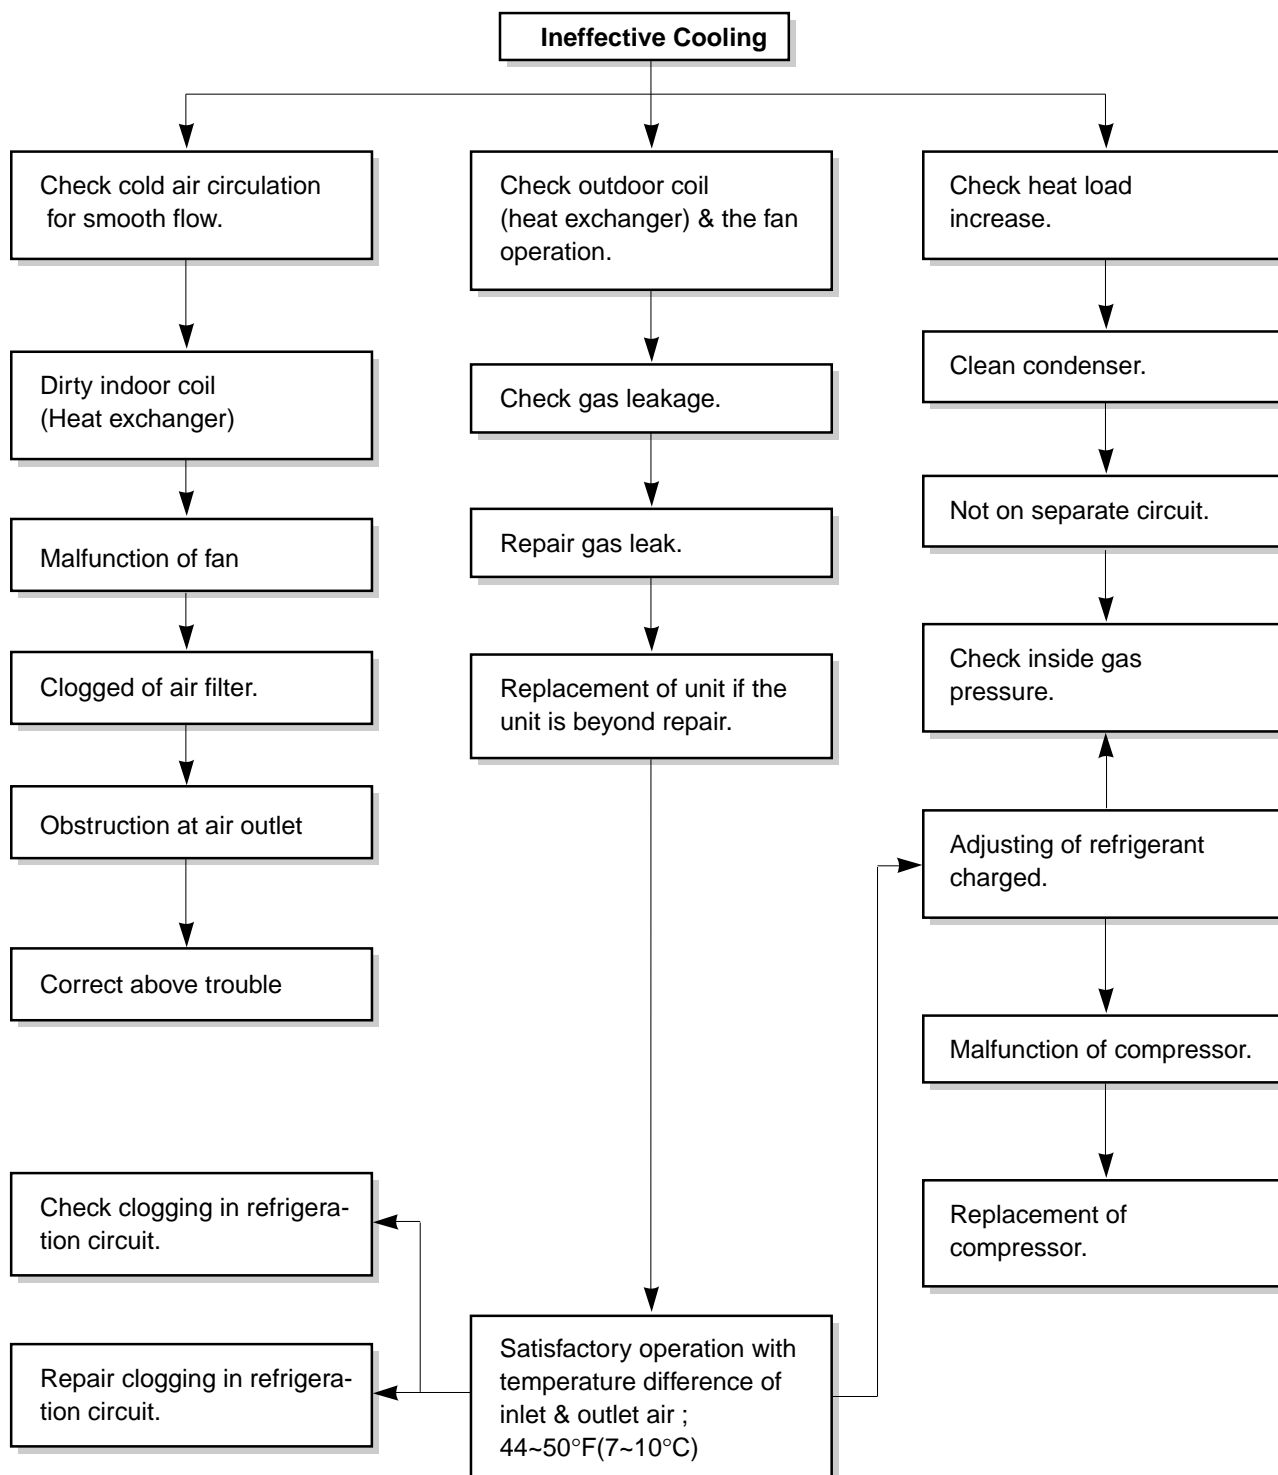 Ineffective Cooling
Check cold air circulation
for smooth flow.
Dirty indoor coil
(Heat exchanger)
Malfunction of fan
Clogged of air filter.
Obstruction at air outlet
Correct above trouble
Check outdoor coil
(heat exchanger) & the fan
operation.
Check gas leakage.
Repair gas leak.
Replacement of unit if the
unit is beyond repair.
Check heat load
increase.
Clean condenser.
Not on separate circuit.
Check inside gas
pressure.
Adjusting of refrigerant
charged.
Malfunction of compressor.
Replacement of
compressor.
Check clogging in refrigera-
tion circuit.
Repair clogging in refrigera-
tion circuit.
Satisfactory operation with
temperature difference of
inlet & outlet air ;
44~50°F(7~10°C)